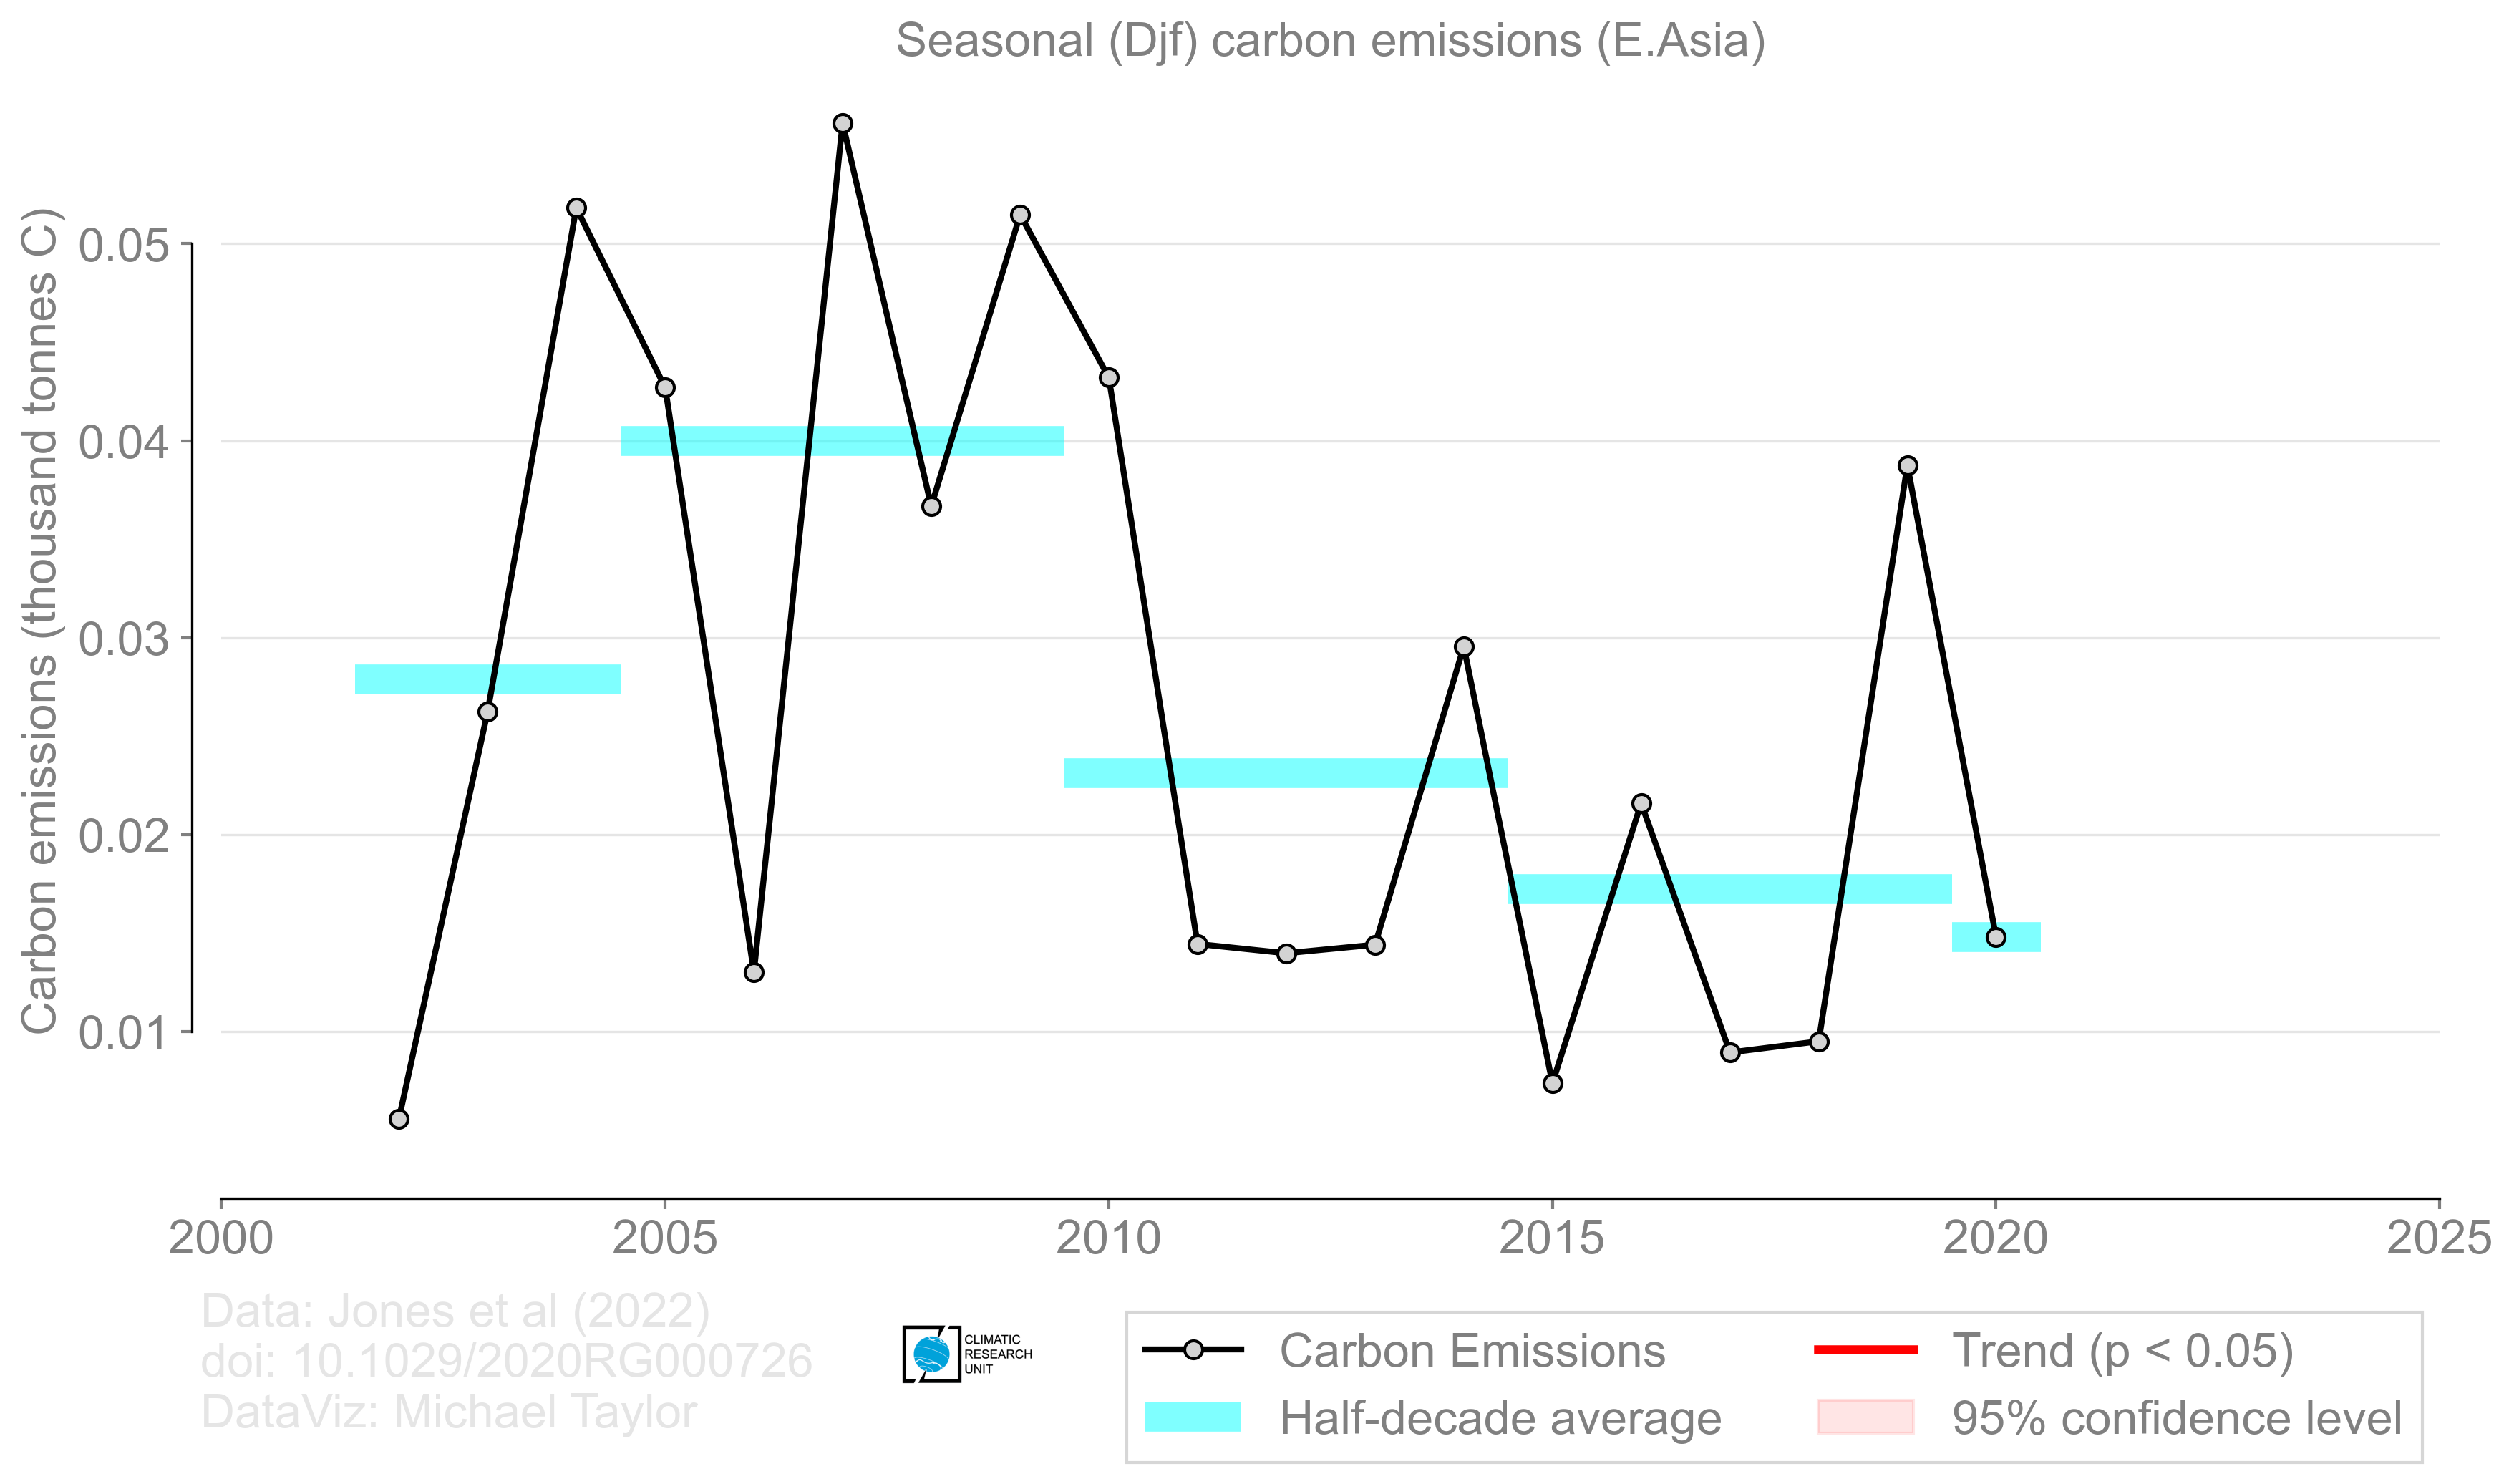 Seasonal (Djf) carbon emissions (E.Asia)
Carbon emissions (thousand tonnes C)
0.05
0.04
0.03
0.02
0.01
2000
2005
2010
2015
2020
2025
Data: Jones et al (2022)
doi: 10.1029/2020RG000726
DataViz: Michael Taylor
CLIMATIC
RESEARCH
UNIT
Carbon Emissions
Half-decade average
Trend (p < 0.05)
95% confidence level